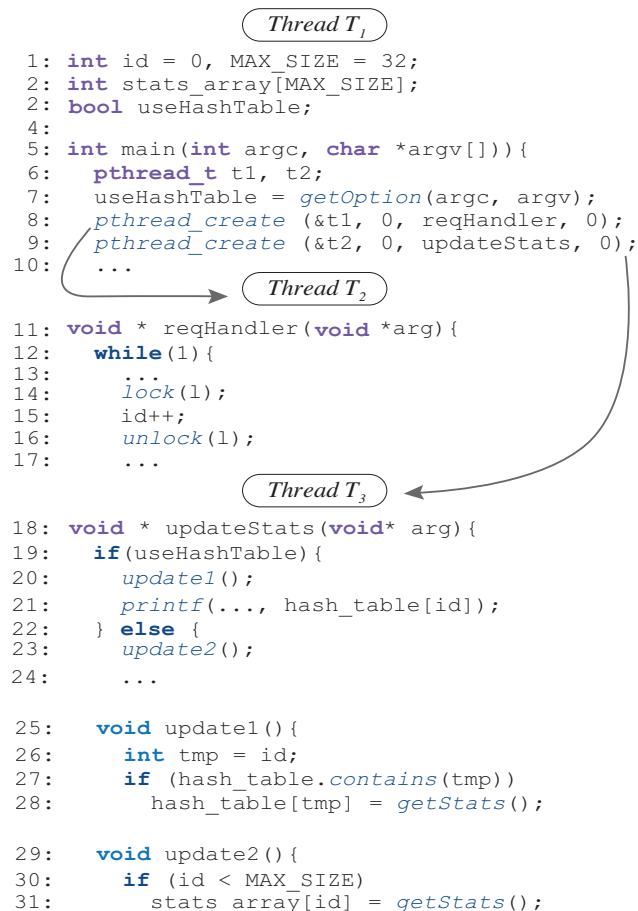 Thread T1
1: int id = 0, MAX_SIZE = 32;
2: int stats_array[MAX_SIZE];
2: bool useHashTable;
4:
5: int main(int argc, char *argv[])){
6: pthread_t t1, t2;
7: useHashTable = getOption(argc, argv);
8: pthread_create (&t1, 0, reqHandler, 0);
9: pthread_create (&t2, 0, updateStats, 0);
10: ...
Thread T2
11: void * reqHandler(void *arg){
12: while(1){
13: ...
14: lock(l);
15: id++;
16: unlock(l);
17: ...
Thread T3
18: void * updateStats(void* arg){
19: if(useHashTable){
20: update1();
21: printf(..., hash_table[id]);
22: } else {
23: update2();
24: ...
25: void update1(){
26: int tmp = id;
27: if (hash_table.contains(tmp))
28: hash_table[tmp] = getStats();
29: void update2(){
30: if (id < MAX_SIZE)
31: stats_array[id] = getStats();